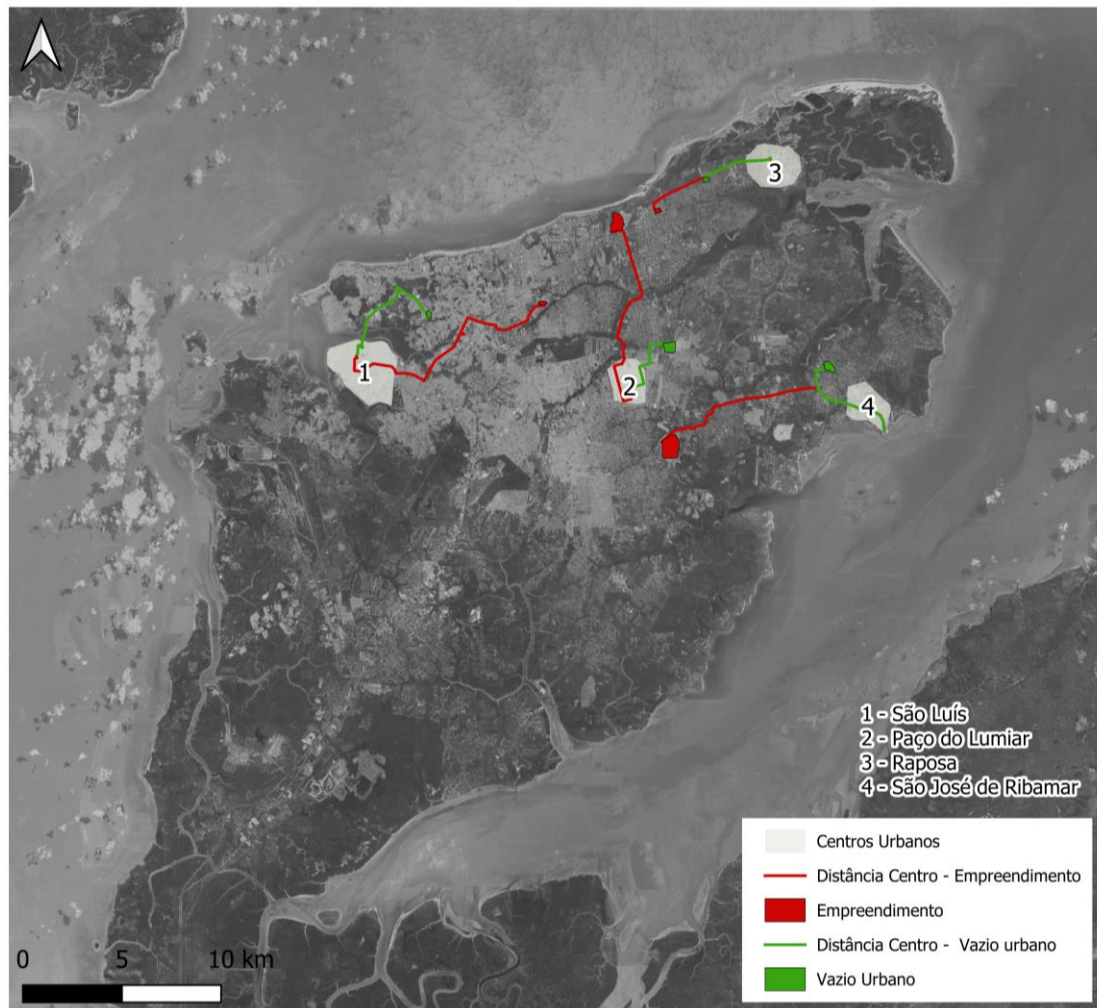 3
1
2
4
1 - São Luís
2 - Paço do Lumiar
3 - Raposa
4 - São José de Ribamar
Centros Urbanos
Distância Centro - Empreendimento
Empreendimento
Distância Centro - Vazio urbano
Vazio Urbano
0 5 10 km